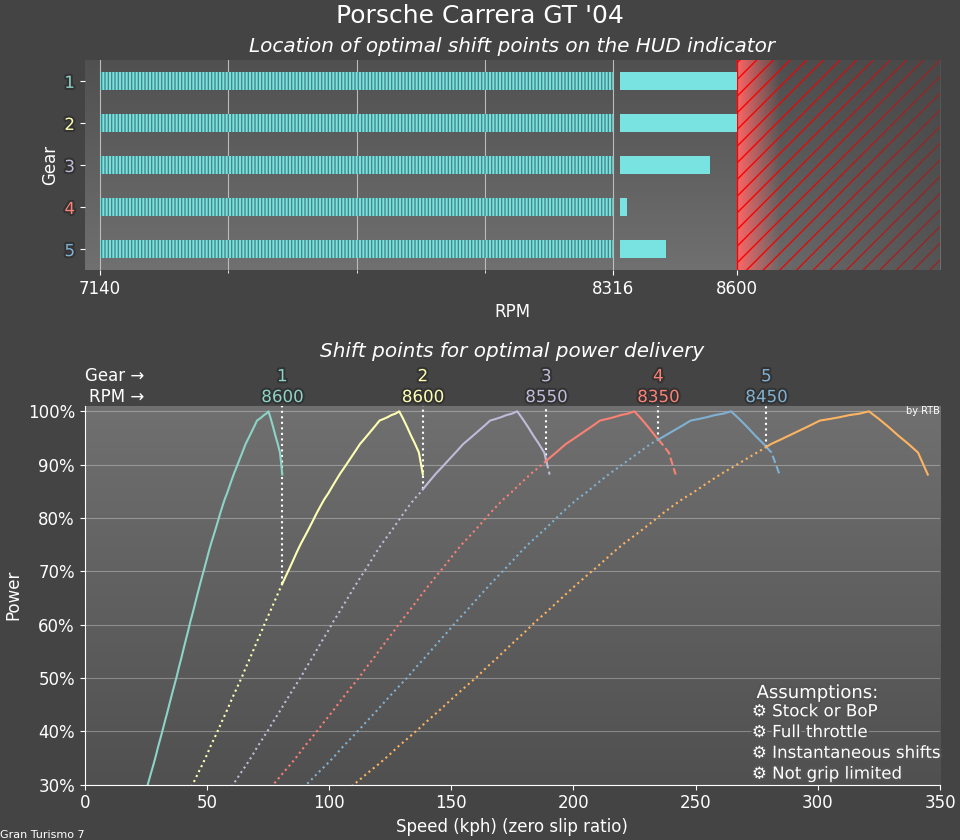 Porsche Carrera GT '04
Location of optimal shift points on the HUD indicator
Gear
1
2
3
4
5
7140 8316 8600
RPM
Shift points for optimal power delivery
Gear → 1 2 3 4 5
RPM → 8600 8600 8550 8350 8450
by RTB
Power
100%
90%
80%
70%
60%
50%
40%
30%
Assumptions:
⚙ Stock or BoP
⚙ Full throttle
⚙ Instantaneous shifts
⚙ Not grip limited
0 50 100 150 200 250 300 350
Speed (kph) (zero slip ratio)
Gran Turismo 7